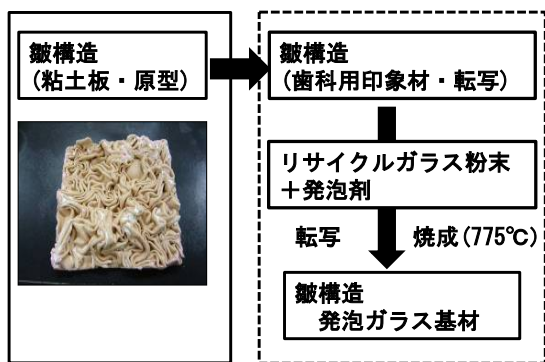 皺構造
(粘土板・原型)
皺構造
(歯科用印象材・転写)
リサイクルガラス粉末
＋発泡剤
転写 焼成(775℃)
皺構造
発泡ガラス基材